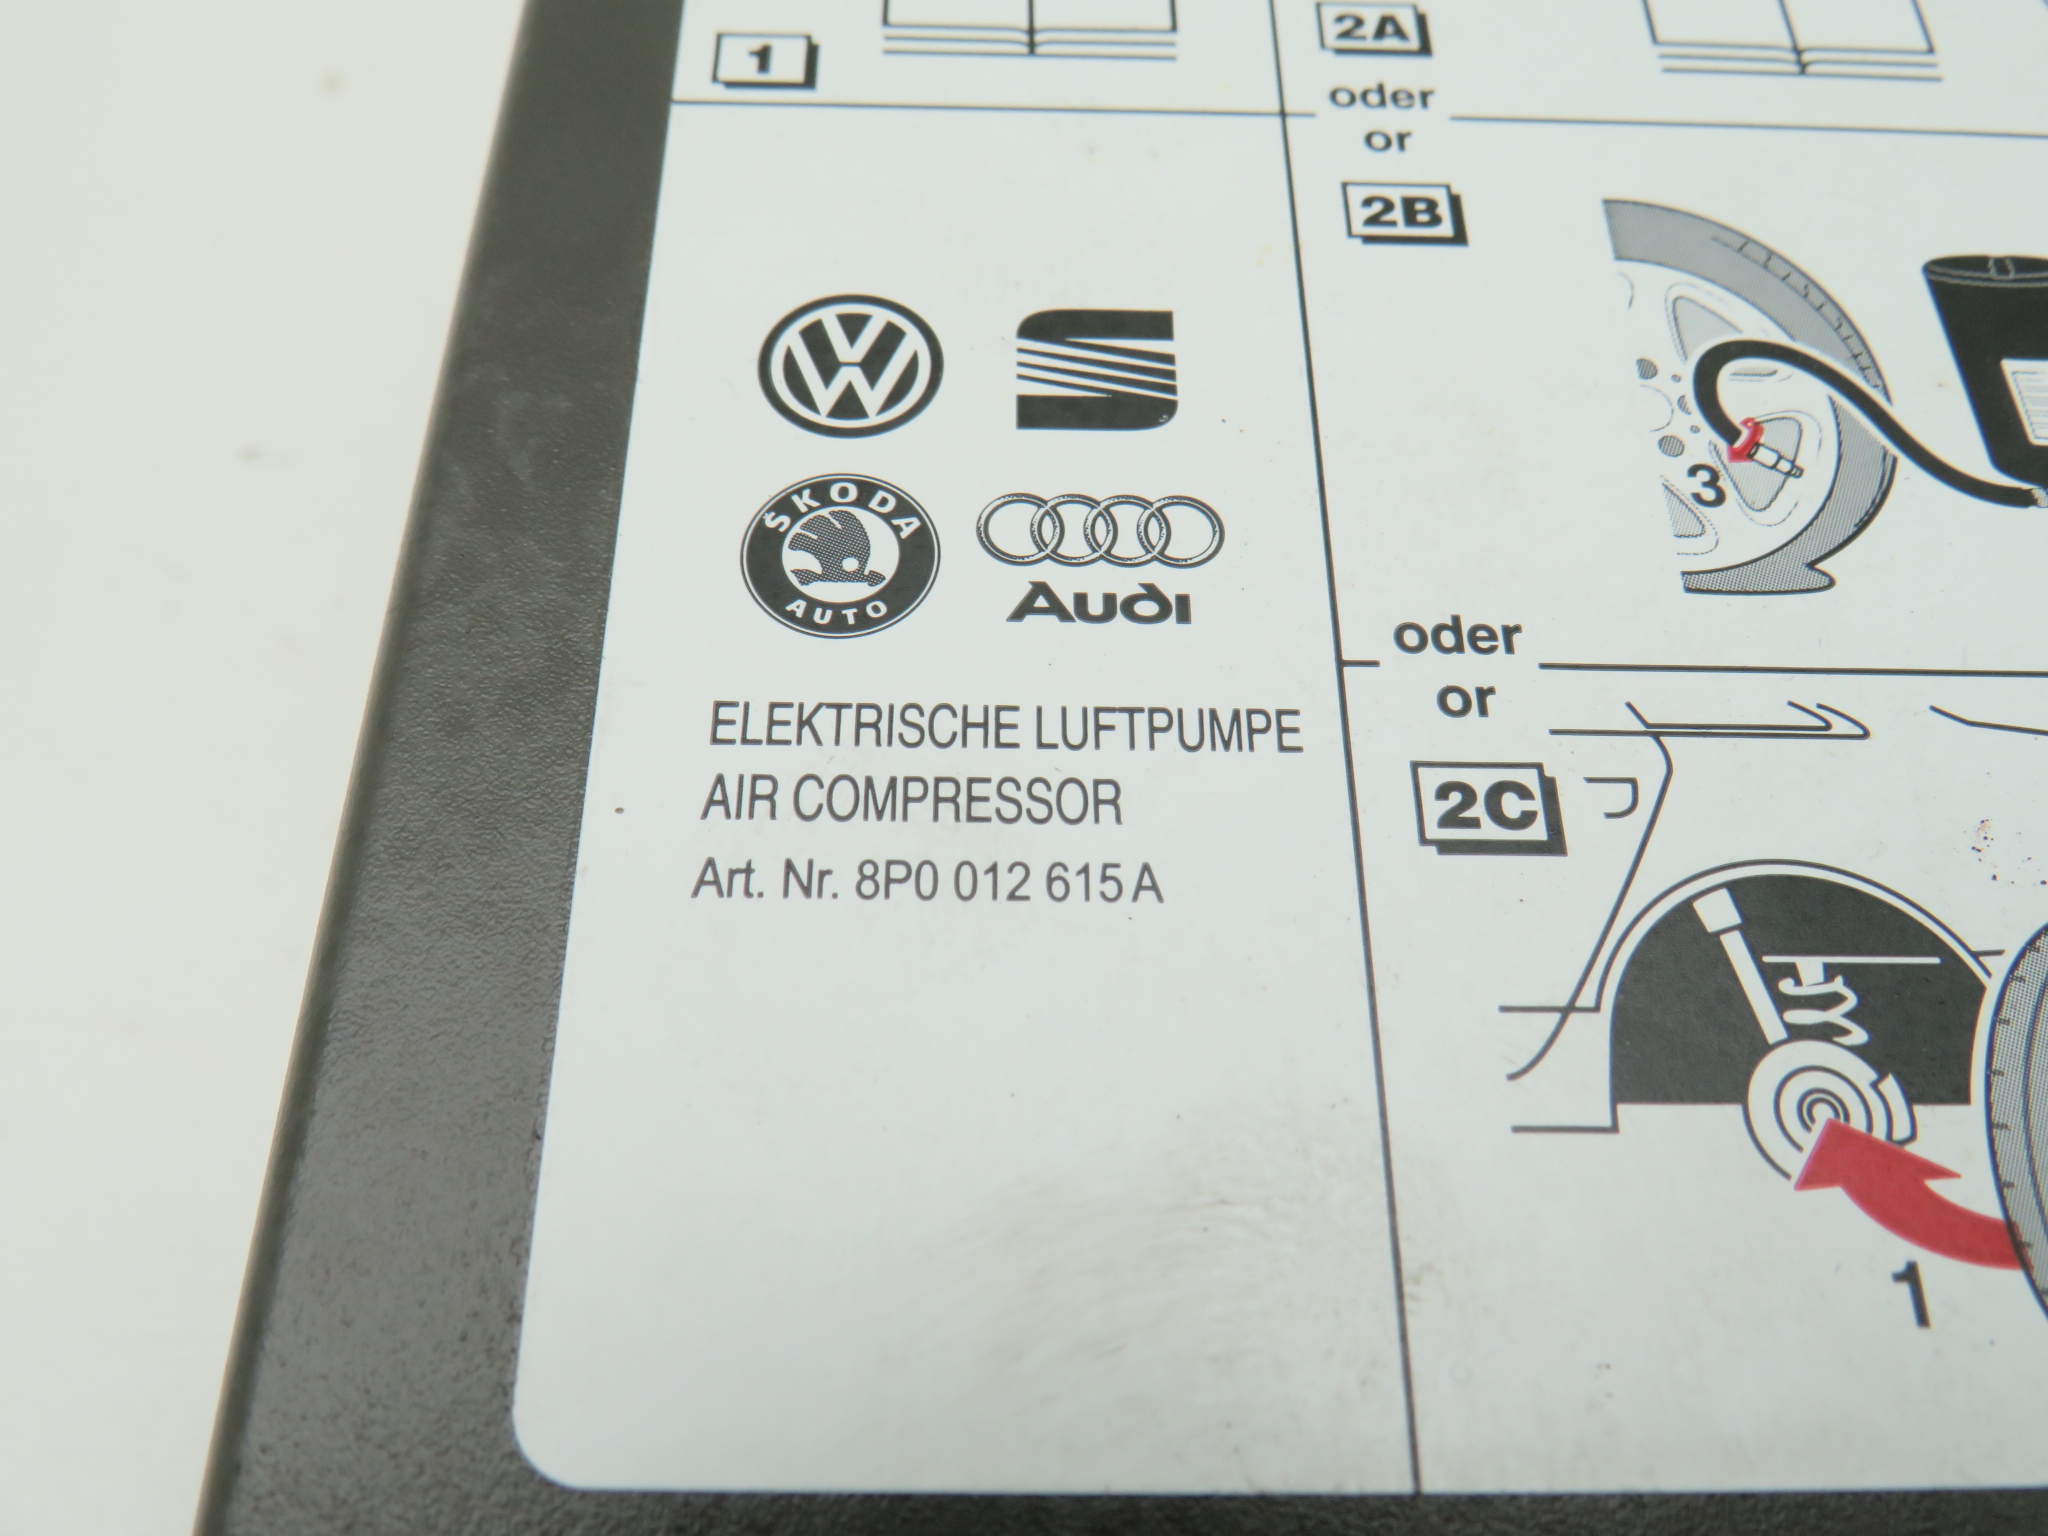 1
2A
oder
or
2B
3
oder
or
2C
1
ŠKODA
AUTO
Audi
ELEKTRISCHE LUFTPUMPE
AIR COMPRESSOR
Art. Nr. 8P0 012 615 A